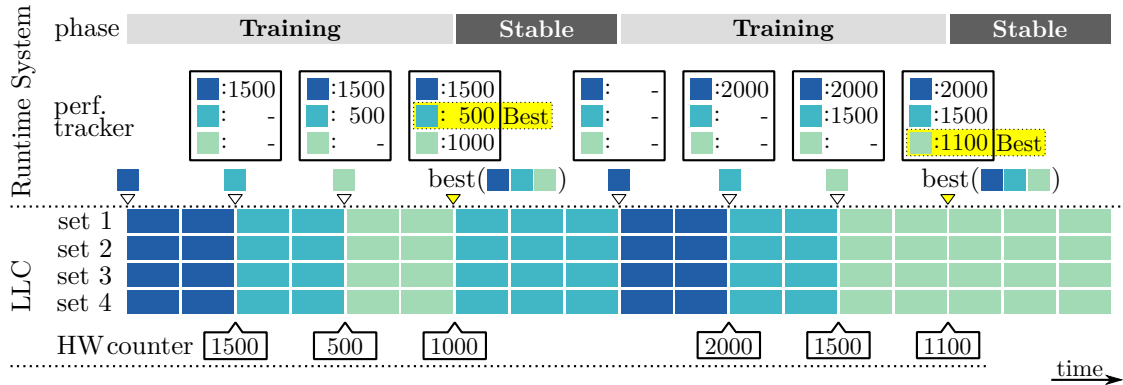 Runtime System
phase
Training
Stable
Training
Stable
perf.
tracker
:1500
: -
: -
:1500
: 500
: -
:1500
: 500 Best
:1000
: -
: -
: -
:2000
: -
: -
:2000
:1500
: -
:2000
:1500
:1100 Best
best( )
best( )
LLC
set 1
set 2
set 3
set 4
HW counter
1500
500
1000
2000
1500
1100
time